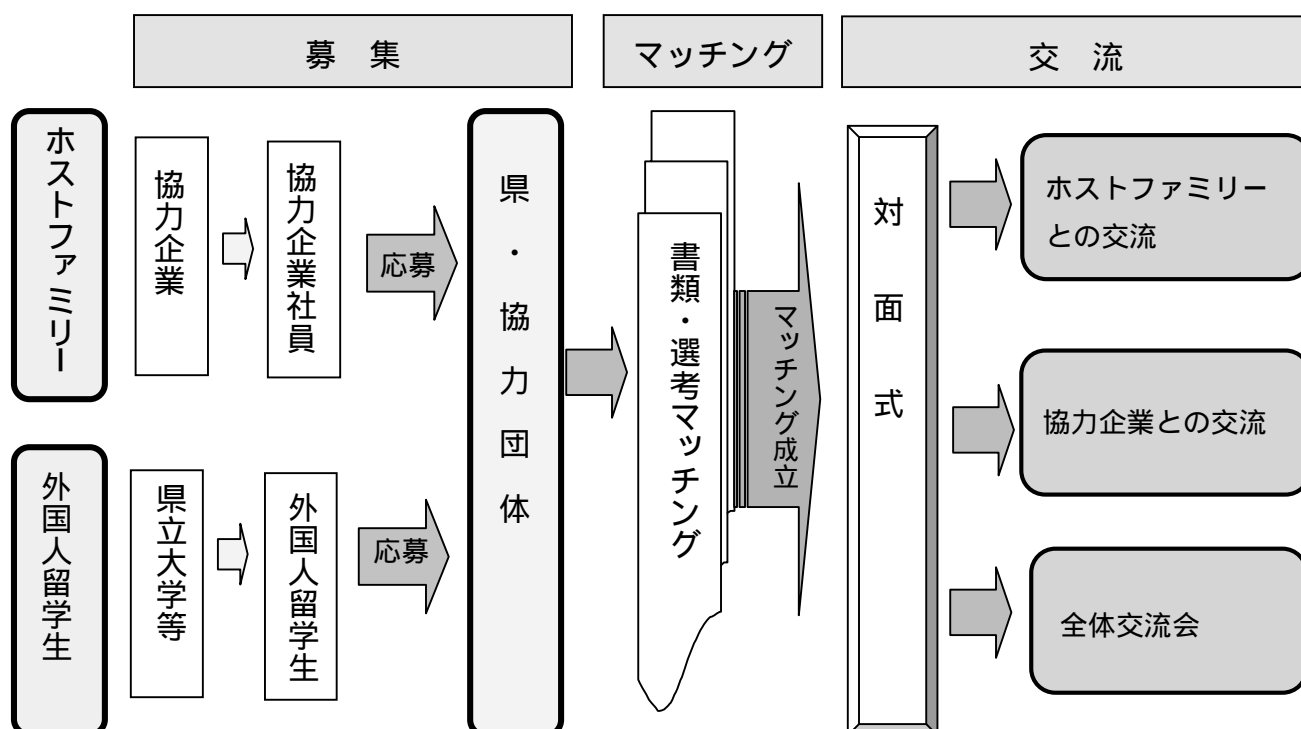 募　集
マッチング
交　流
ホストファミリー
協力企業
協力企業社員
応募
外国人留学生
県立大学等
外国人留学生
応募
県・協力団体
書類・選考マッチング
マッチング成立
対面式
ホストファミリー
との交流
協力企業との交流
全体交流会